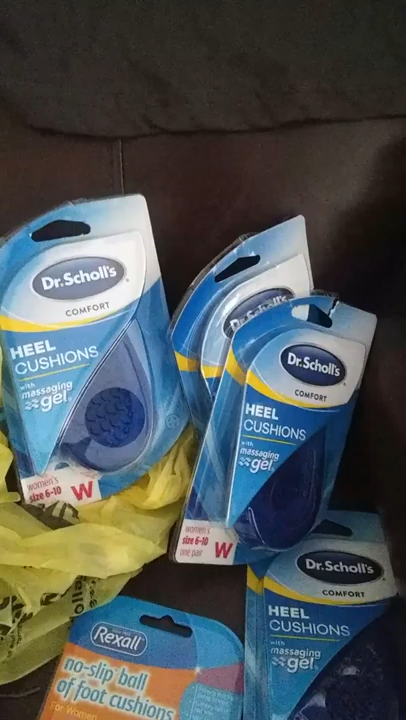 Dr. Scholl's
COMFORT
HEEL
CUSHIONS
with
massaging
gel
women's
size 6-10 W
Dr. Scholl's
COMFORT
HEEL
CUSHIONS
with
massaging
gel
women's
size 6-10
one pair W
Dr. Scholl's
COMFORT
HEEL
CUSHIONS
with
massaging
gel
Rexall
no-slip ball
of foot cushions
For Women